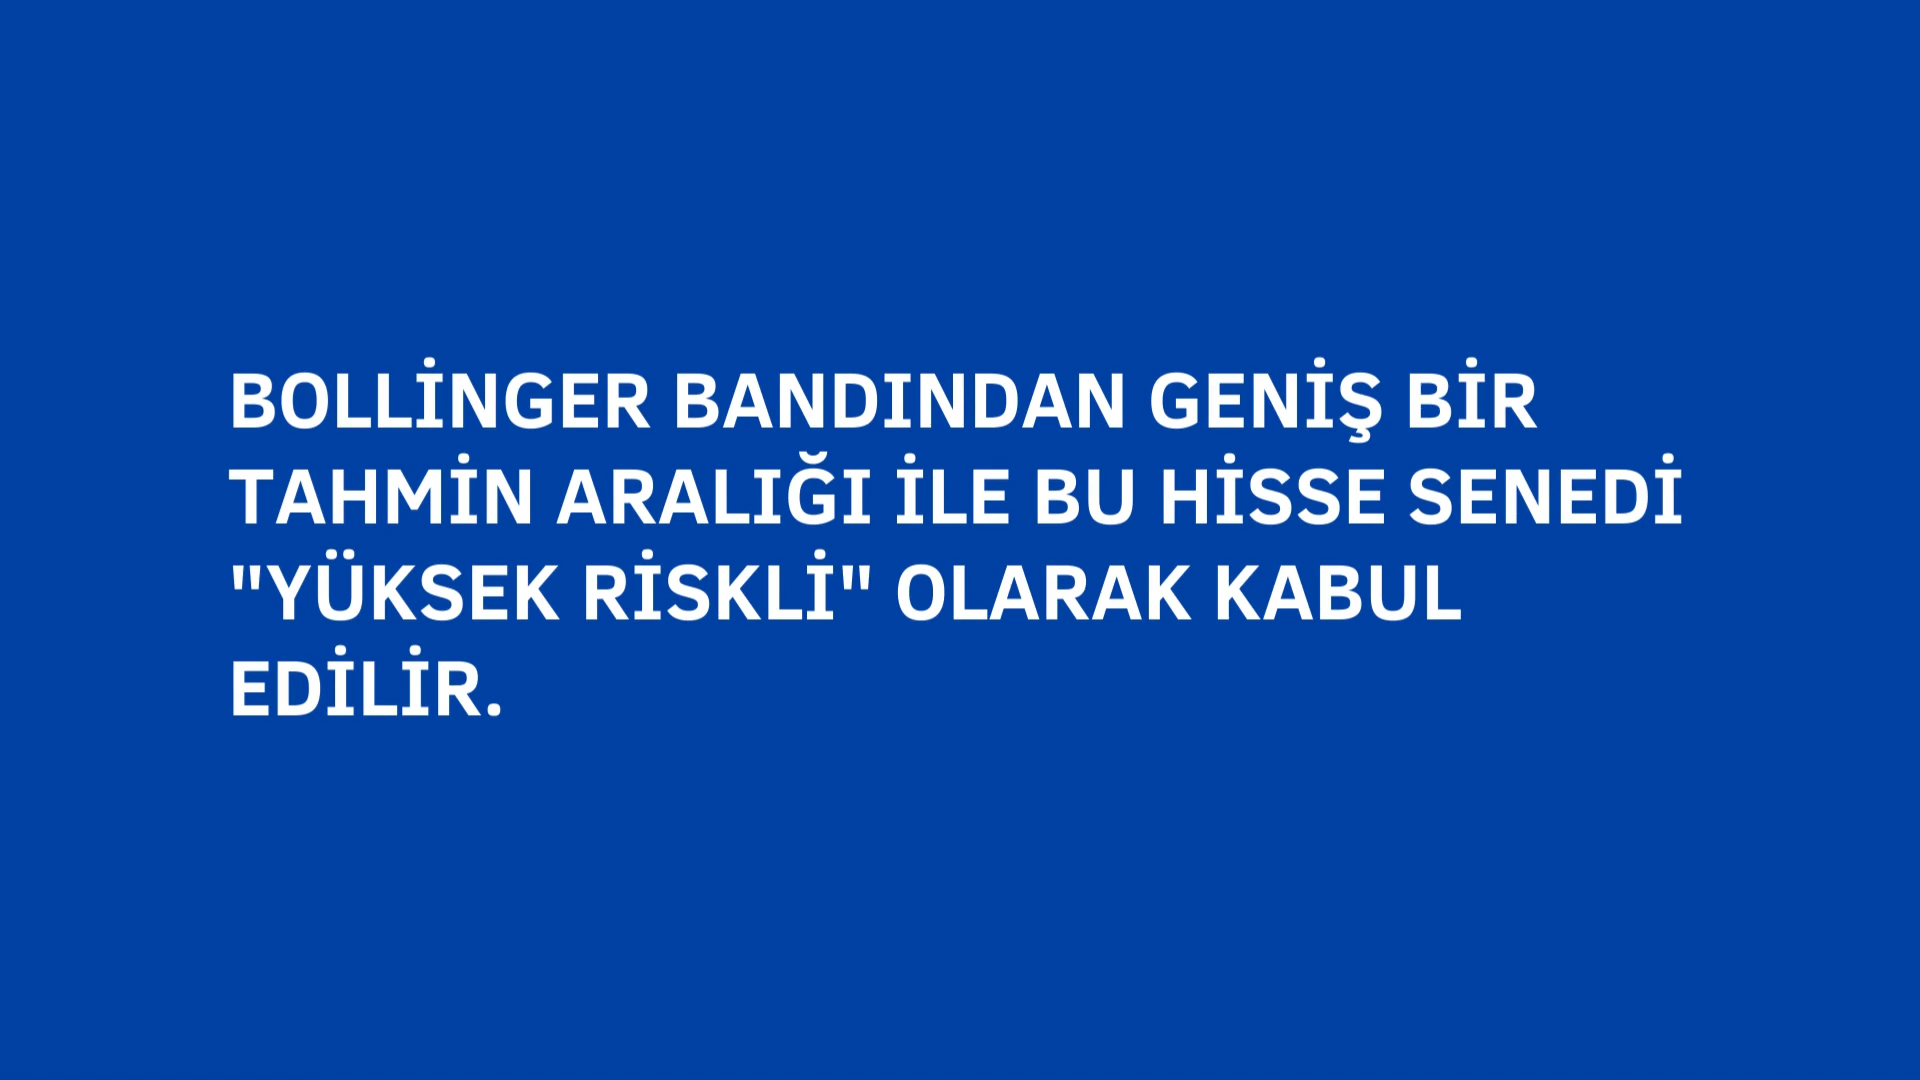 BOLLİNGER BANDINDAN GENİŞ BİR
TAHMİN ARALIĞI İLE BU HİSSE SENEDİ
"YÜKSEK RİSKLİ" OLARAK KABUL
EDİLİR.